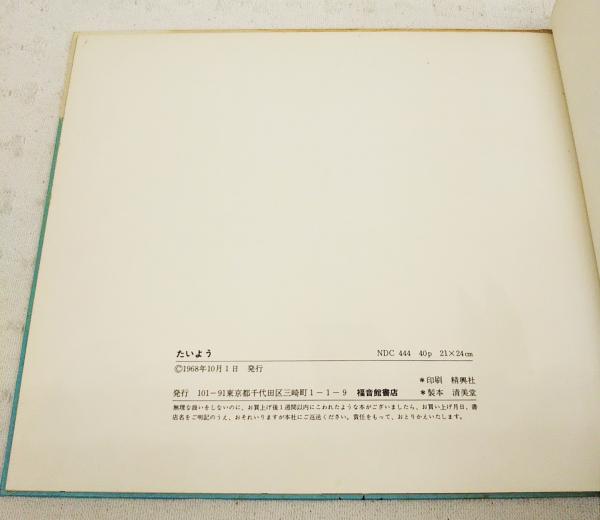 たいよう NDC 444 40p 21×24cm
©1968年10月1日 発行
＊印刷 精興社
発行 101－91東京都千代田区三崎町1－1－9 福音館書店 ＊製本 清美堂
無理な扱いをしないのに、お買上げ後1週間以内にこわれたような本がございましたら、お買い上げ月日、書
店名をご明記のうえ、おそれいりますが本社にご返送ください。責任をもって、おとりかえいたします。